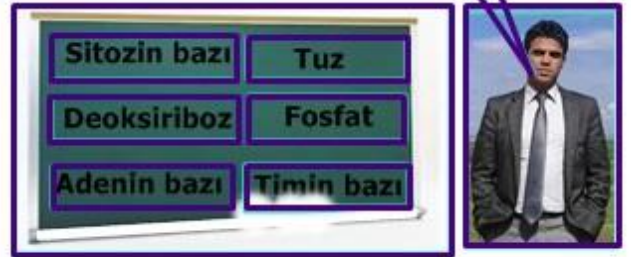 Sitozin bazı
Tuz
Deoksiriboz
Fosfat
Adenin bazı
Timin bazı